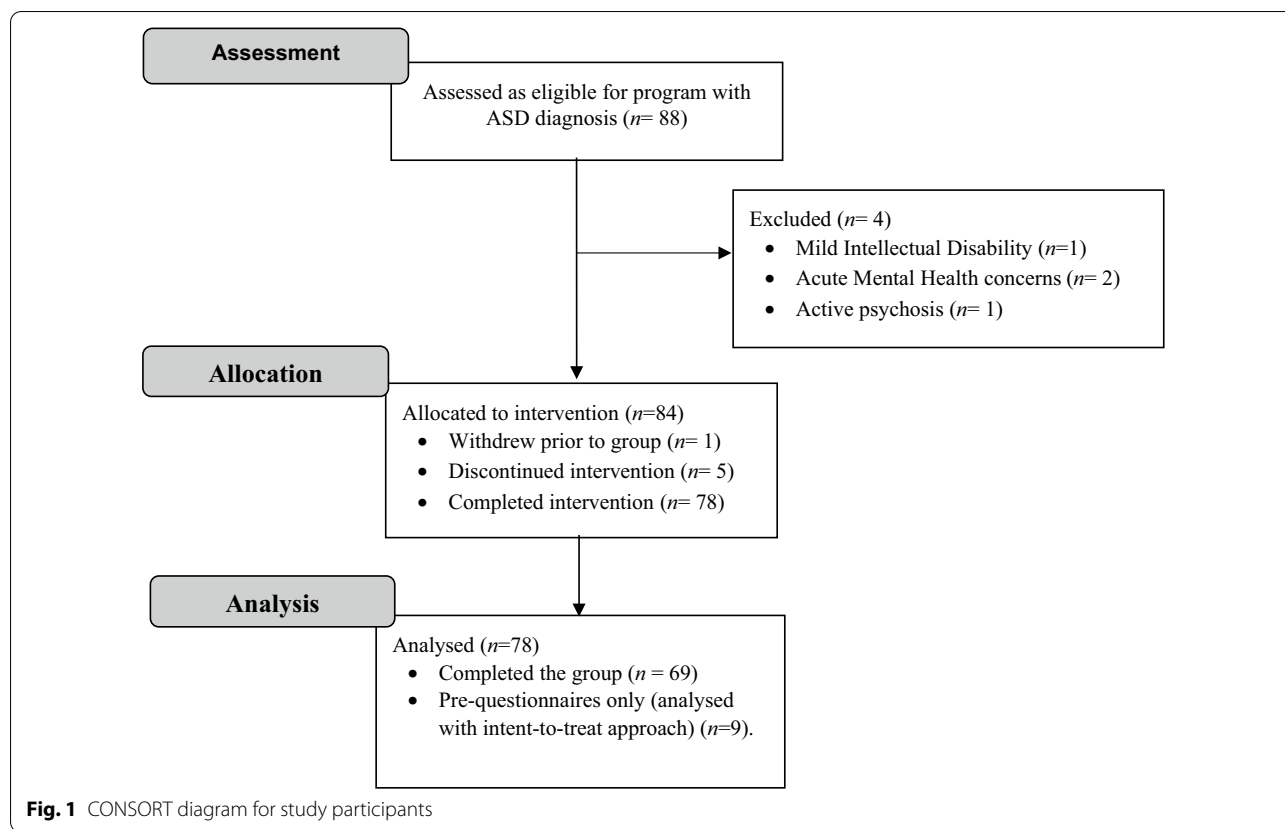 Assessment
Assessed as eligible for program with
ASD diagnosis (n= 88)
Excluded (n= 4)
• Mild Intellectual Disability (n=1)
• Acute Mental Health concerns (n= 2)
• Active psychosis (n= 1)
Allocation
Allocated to intervention (n=84)
• Withdrew prior to group (n= 1)
• Discontinued intervention (n= 5)
• Completed intervention (n= 78)
Analysis
Analysed (n=78)
• Completed the group (n = 69)
• Pre-questionnaires only (analysed
with intent-to-treat approach) (n=9).
Fig. 1 CONSORT diagram for study participants